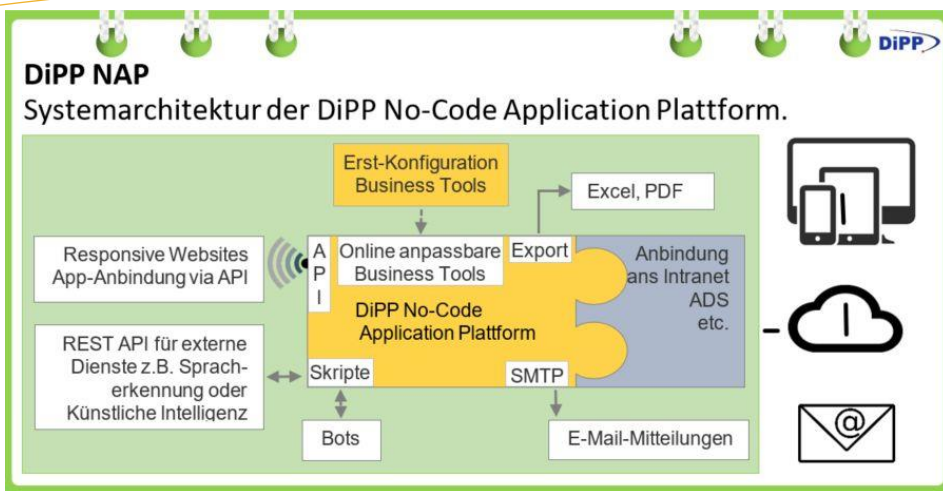 DiPP
DiPP NAP
Systemarchitektur der DiPP No-Code Application Plattform.
Erst-Konfiguration
Business Tools
Excel, PDF
Responsive Websites
App-Anbindung via API
A
P
I
Online anpassbare
Business Tools
Export
Anbindung
ans Intranet
ADS
etc.
DiPP No-Code
Application Plattform
REST API für externe
Dienste z.B. Sprach-
erkennung oder
Künstliche Intelligenz
Skripte
SMTP
Bots
E-Mail-Mitteilungen
@